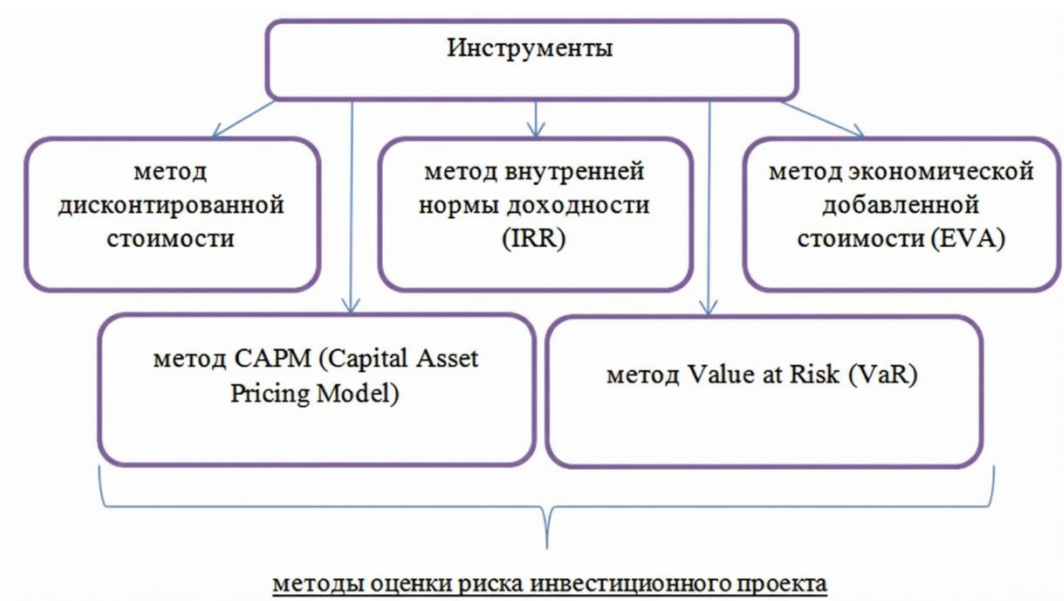 Инструменты
метод
дисконтированной
стоимости
метод внутренней
нормы доходности
(IRR)
метод экономической
добавленной
стоимости (EVA)
метод CAPM (Capital Asset
Pricing Model)
метод Value at Risk (VaR)
методы оценки риска инвестиционного проекта